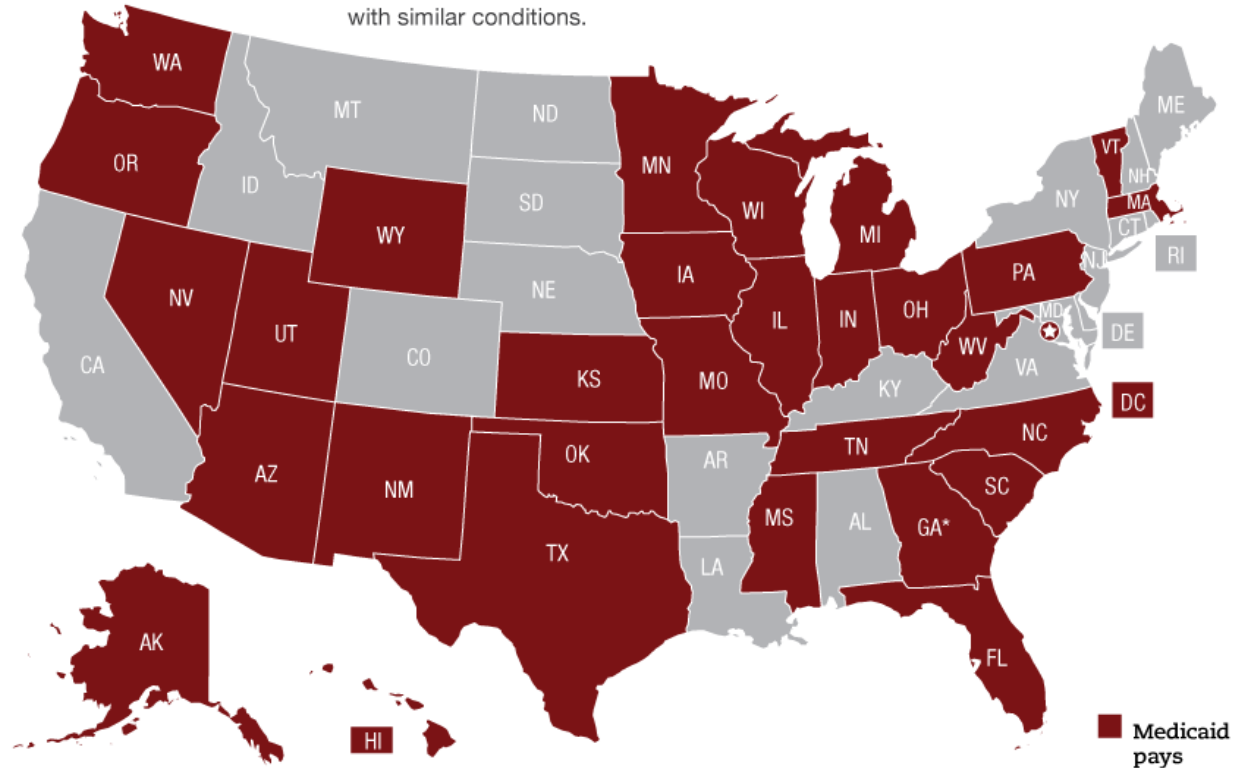 with similar conditions.
WA
MT
ND
ME
OR
MN
VT
ID
SD
WI
NH
NY
MA
WY
MI
CT
RI
NV
IA
PA
NJ
NE
UT
IL
IN
OH
MD
DE
CA
CO
WV
VA
KS
MO
KY
DC
NC
AZ
OK
AR
TN
NM
SC
MS
AL
GA*
TX
LA
AK
FL
HI
Medicaid
pays